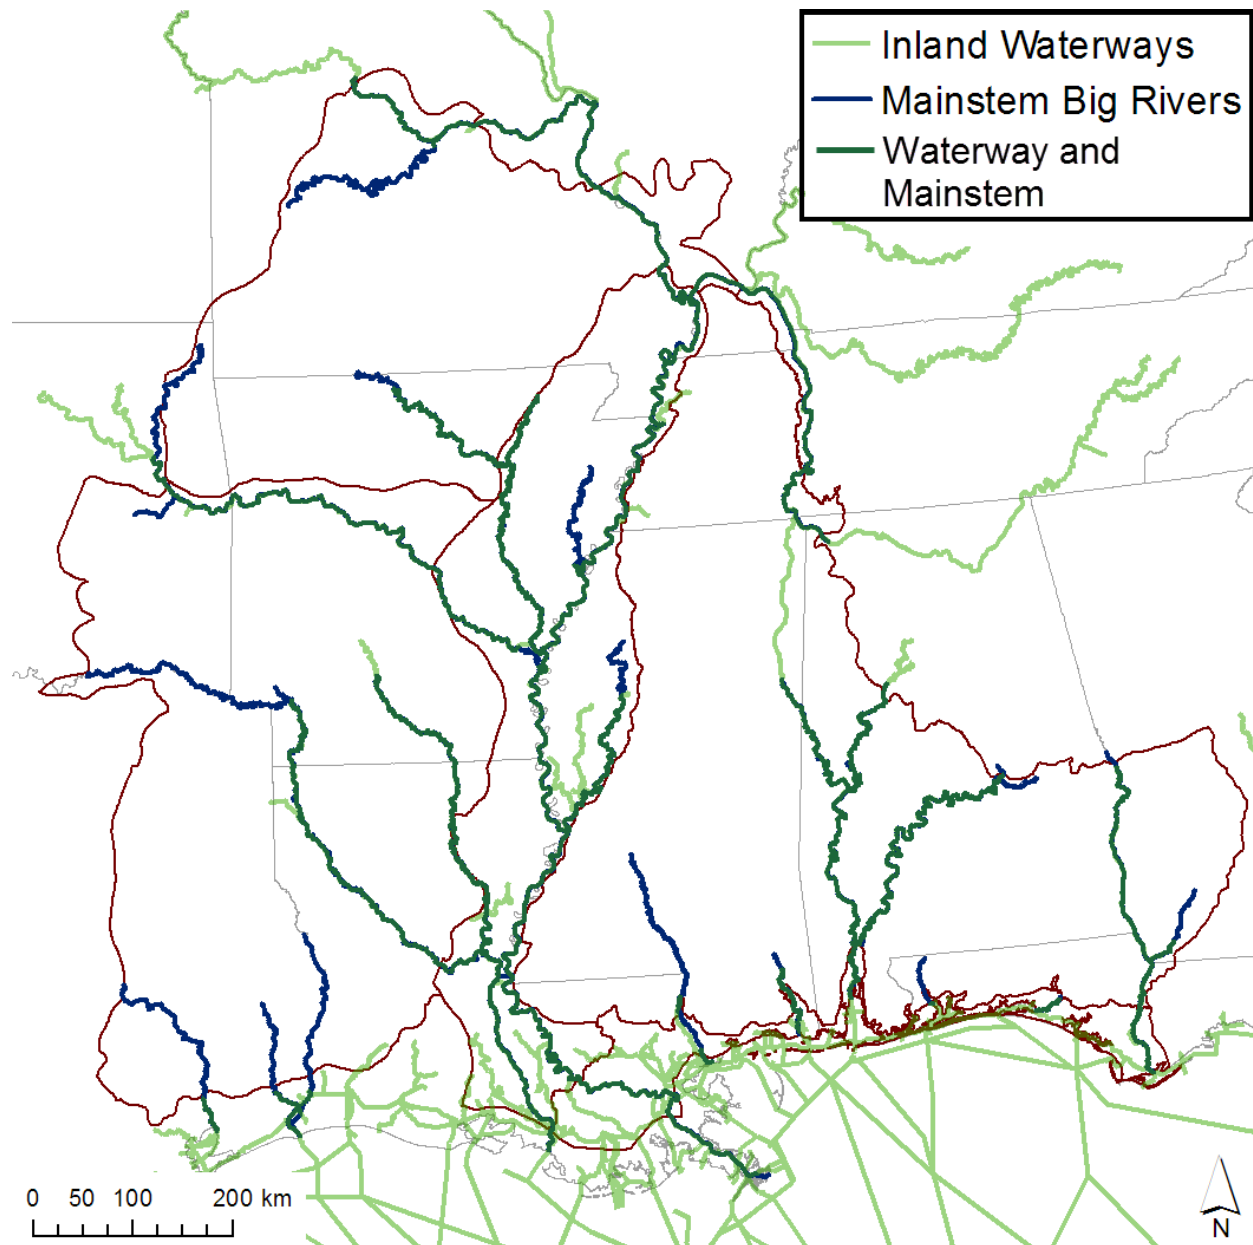 Inland Waterways
Mainstem Big Rivers
Waterway and
Mainstem
0 50 100 200 km
N